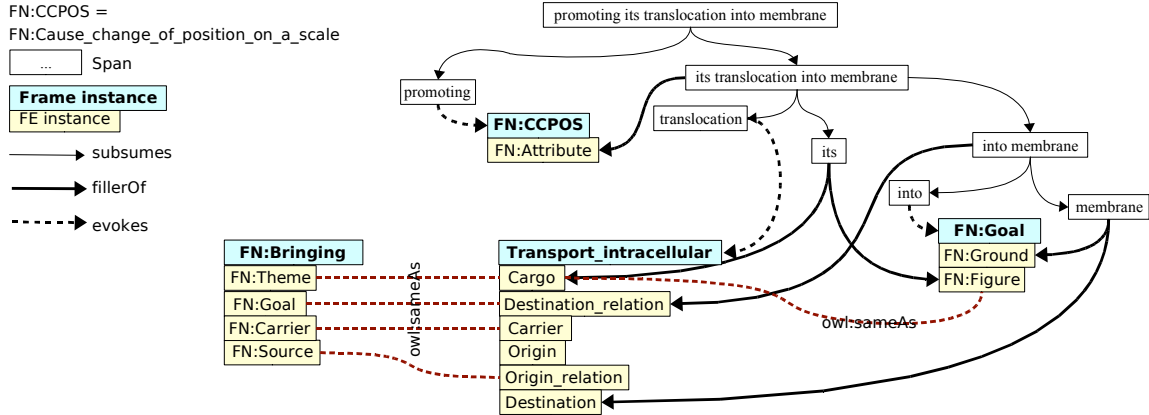 FN:CCPOS =
FN:Cause_change_of_position_on_a_scale
... Span
Frame instance
FE instance
subsumes
fillerOf
evokes
promoting its translocation into membrane
promoting
its translocation into membrane
FN:CCPOS
FN:Attribute
translocation
its
into membrane
into
membrane
FN:Goal
FN:Ground
FN:Figure
FN:Bringing
FN:Theme
FN:Goal
FN:Carrier
FN:Source
owl:sameAs
Transport_intracellular
Cargo
Destination_relation
Carrier
Origin
Origin_relation
Destination
owl:sameAs